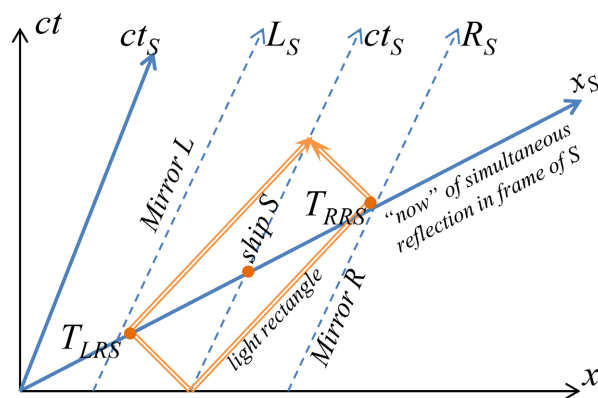 ct
ct_S
L_S
ct_S
R_S
x_S
Mirror L
"now" of simultaneous
reflection in frame of S
T_RRS
ship S
T_LRS
light rectangle
Mirror R
x